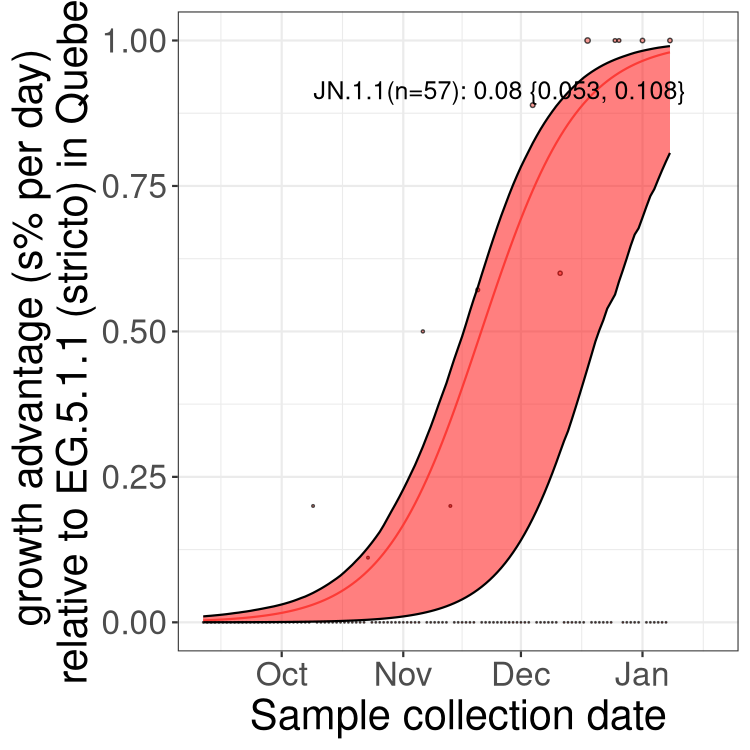 growth advantage (s% per day)
relative to EG.5.1.1 (stricto) in Quebe
1.00
0.75
0.50
0.25
0.00
JN.1.1(n=57): 0.08 {0.053, 0.108}
Oct Nov Dec Jan
Sample collection date